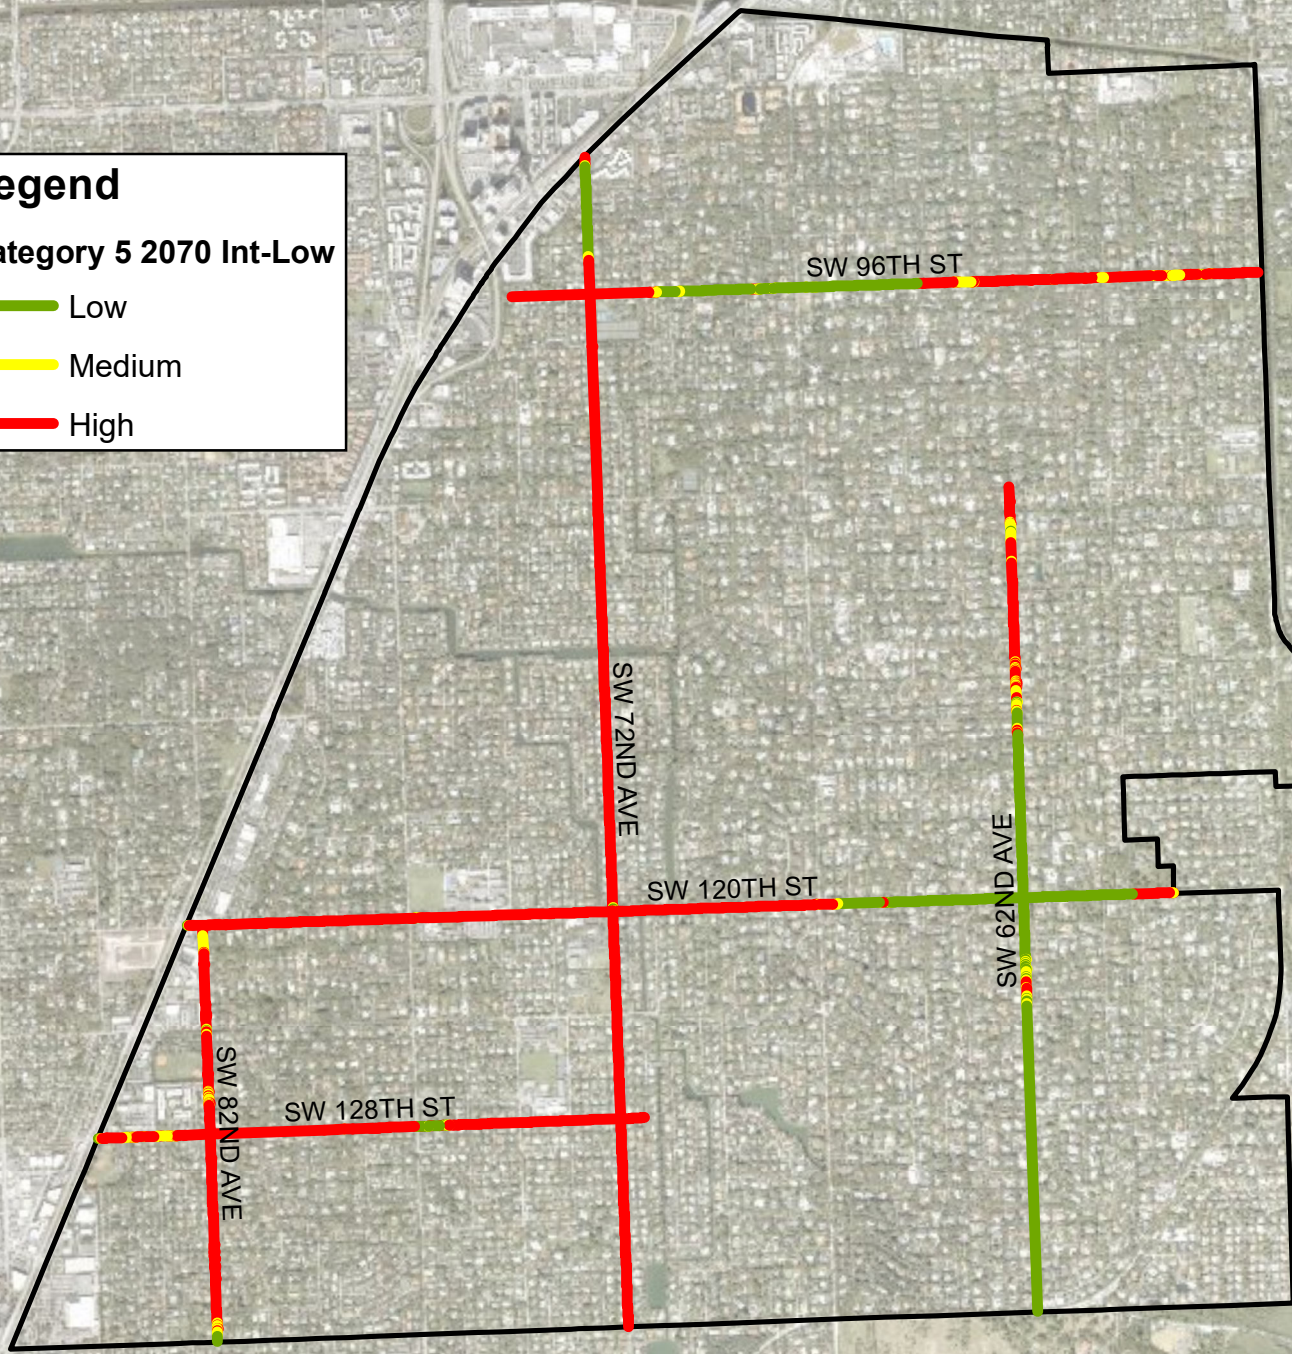 egend
ategory 5 2070 Int-Low
Low
Medium
High
SW 96TH ST
SW 72ND AVE
SW 120TH ST
SW 62ND AVE
SW 82ND AVE
SW 128TH ST